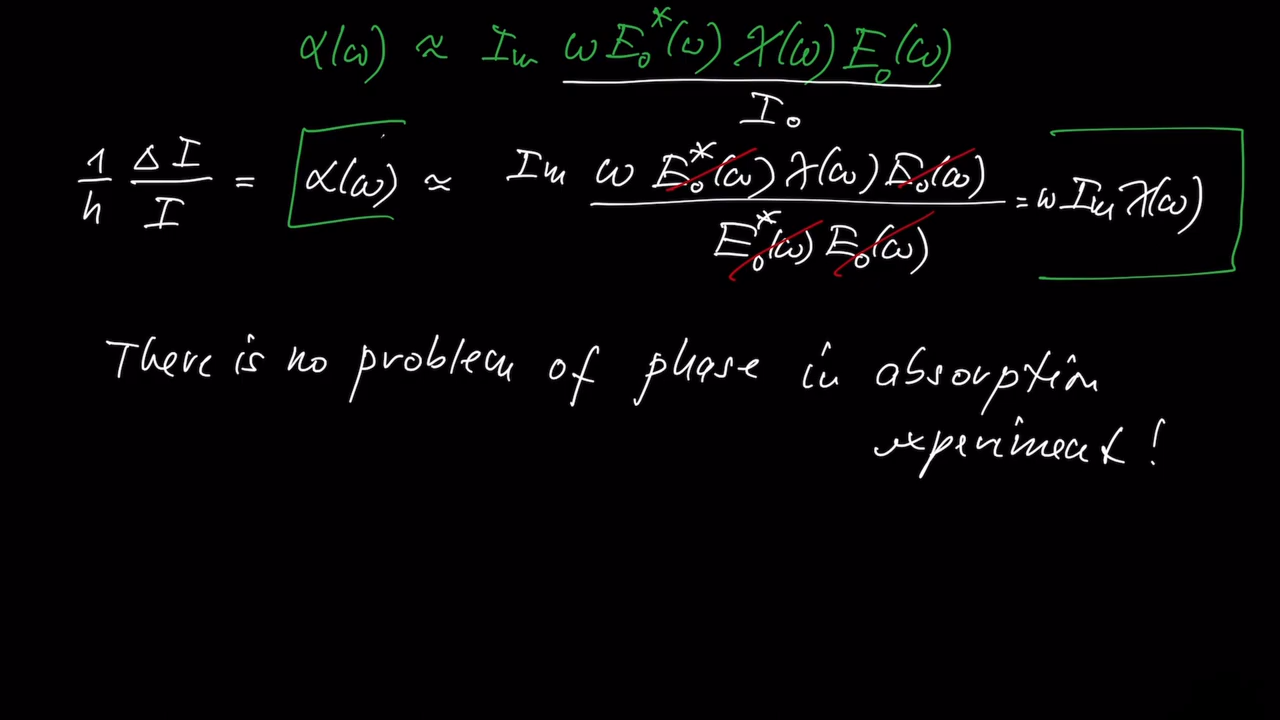 α(ω) ≈ Im ω E₀*(ω) χ(ω) E₀(ω) / I₀
1/h ΔI/I = α(ω) ≈ Im ω E₀*(ω) χ(ω) E₀(ω) / E₀*(ω) E₀(ω) = ω Im χ(ω)
There is no problem of phase in absorption
experiment!